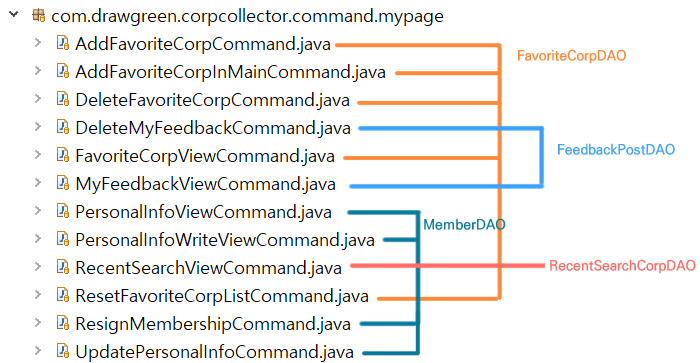 com.drawgreen.corpcollector.command.mypage
AddFavoriteCorpCommand.java
FavoriteCorpDAO
AddFavoriteCorpInMainCommand.java
DeleteFavoriteCorpCommand.java
DeleteMyFeedbackCommand.java
FeedbackPostDAO
FavoriteCorpViewCommand.java
MyFeedbackViewCommand.java
PersonalInfoViewCommand.java
MemberDAO
PersonalInfoWriteViewCommand.java
RecentSearchViewCommand.java
RecentSearchCorpDAO
ResetFavoriteCorpListCommand.java
ResignMembershipCommand.java
UpdatePersonalInfoCommand.java